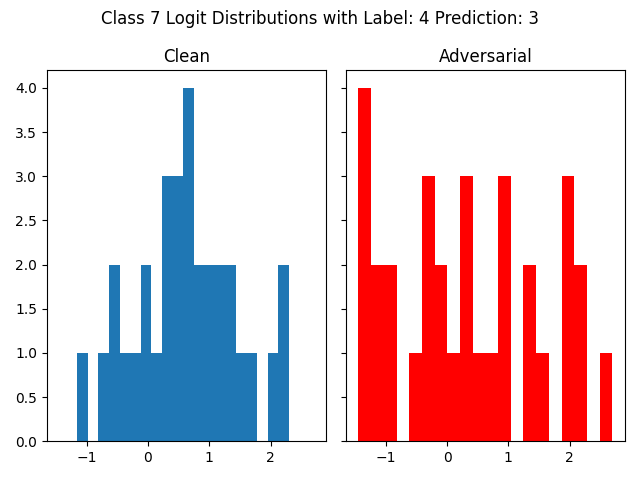 Class 7 Logit Distributions with Label: 4 Prediction: 3
Clean
Adversarial
4.0
3.5
3.0
2.5
2.0
1.5
1.0
0.5
0.0
−1 0 1 2
−1 0 1 2